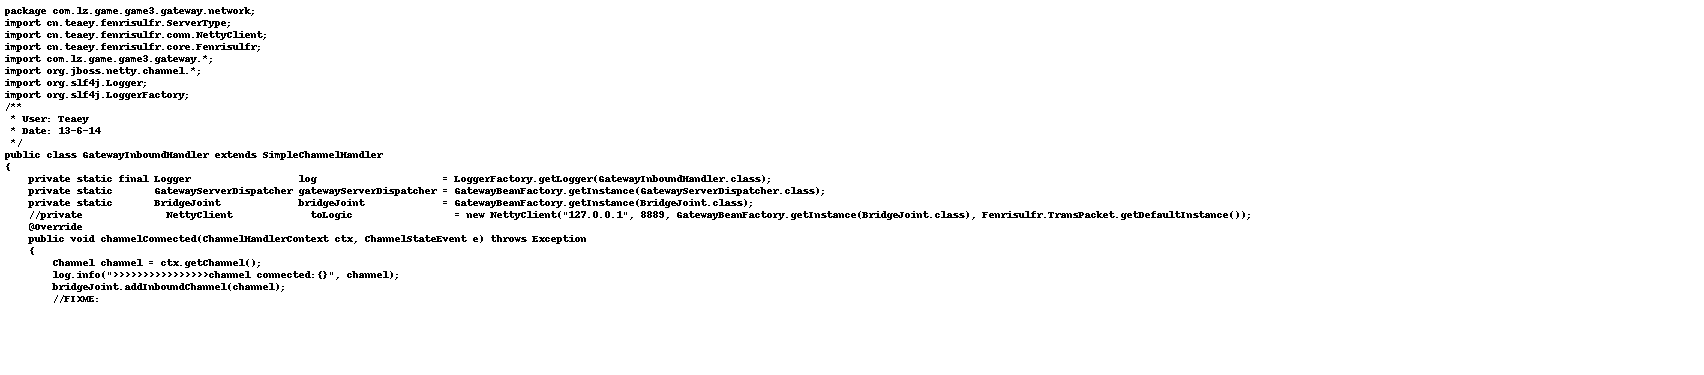 package com.lz.game.game3.gateway.network;
import cn.teaey.fenrisulfr.ServerType;
import cn.teaey.fenrisulfr.conn.NettyClient;
import cn.teaey.fenrisulfr.core.Fenrisulfr;
import com.lz.game.game3.gateway.*;
import org.jboss.netty.channel.*;
import org.slf4j.Logger;
import org.slf4j.LoggerFactory;
/**
 * User: Teaey
 * Date: 13-6-14
 */
public class GatewayInboundHandler extends SimpleChannelHandler
{
    private static final Logger                  log                     = LoggerFactory.getLogger(GatewayInboundHandler.class);
    private static       GatewayServerDispatcher gatewayServerDispatcher = GatewayBeanFactory.getInstance(GatewayServerDispatcher.class);
    private static       BridgeJoint             bridgeJoint             = GatewayBeanFactory.getInstance(BridgeJoint.class);
    //private              NettyClient             toLogic                 = new NettyClient("127.0.0.1", 8889, GatewayBeanFactory.getInstance(BridgeJoint.class), Fenrisulfr.TransPacket.getDefaultInstance());
    @Override
    public void channelConnected(ChannelHandlerContext ctx, ChannelStateEvent e) throws Exception
    {
        Channel channel = ctx.getChannel();
        log.info(">>>>>>>>>>>>>>>>channel connected:{}", channel);
        bridgeJoint.addInboundChannel(channel);
        //FIXME: